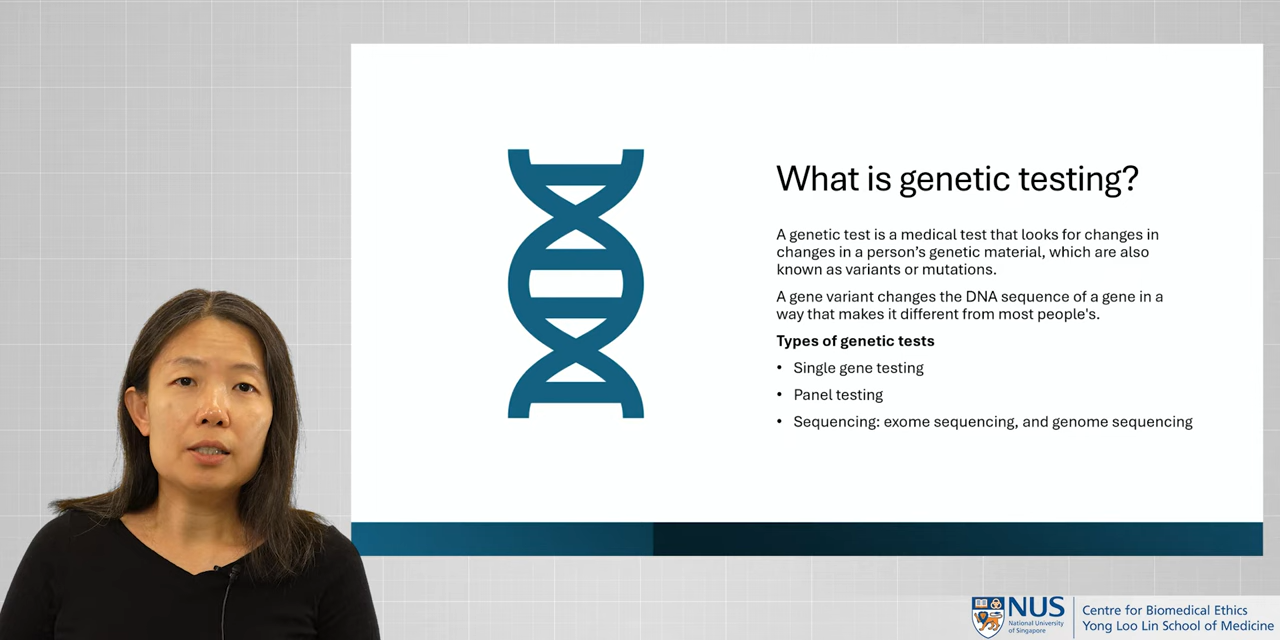 What is genetic testing?
A genetic test is a medical test that looks for changes in
changes in a person's genetic material, which are also
known as variants or mutations.
A gene variant changes the DNA sequence of a gene in a
way that makes it different from most people's.
Types of genetic tests
• Single gene testing
• Panel testing
• Sequencing: exome sequencing, and genome sequencing
NUS
National University
of Singapore
Centre for Biomedical Ethics
Yong Loo Lin School of Medicine